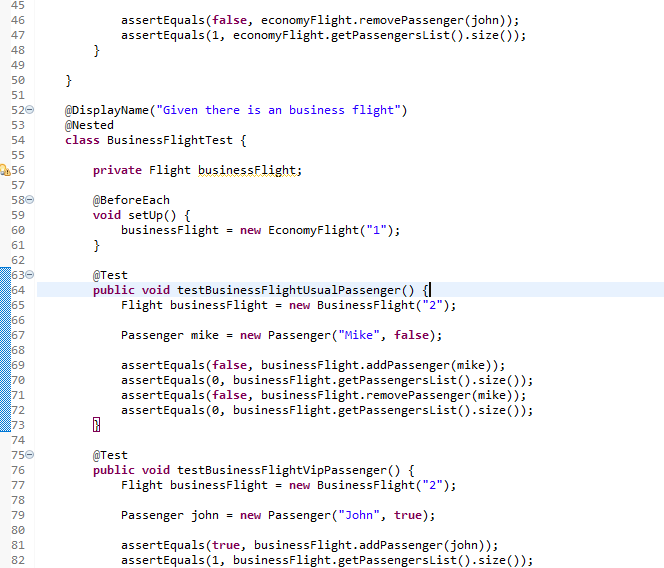 45
46 assertEquals(false, economyFlight.removePassenger(john));
47 assertEquals(1, economyFlight.getPassengersList().size());
48 }
49
50 }
51
52 @DisplayName("Given there is an business flight")
53 @Nested
54 class BusinessFlightTest {
55
56 private Flight businessFlight;
57
58 @BeforeEach
59 void setUp() {
60 businessFlight = new EconomyFlight("1");
61 }
62
63 @Test
64 public void testBusinessFlightUsualPassenger() {
65 Flight businessFlight = new BusinessFlight("2");
66
67 Passenger mike = new Passenger("Mike", false);
68
69 assertEquals(false, businessFlight.addPassenger(mike));
70 assertEquals(0, businessFlight.getPassengersList().size());
71 assertEquals(false, businessFlight.removePassenger(mike));
72 assertEquals(0, businessFlight.getPassengersList().size());
73 }
74
75 @Test
76 public void testBusinessFlightVipPassenger() {
77 Flight businessFlight = new BusinessFlight("2");
78
79 Passenger john = new Passenger("John", true);
80
81 assertEquals(true, businessFlight.addPassenger(john));
82 assertEquals(1, businessFlight.getPassengersList().size());